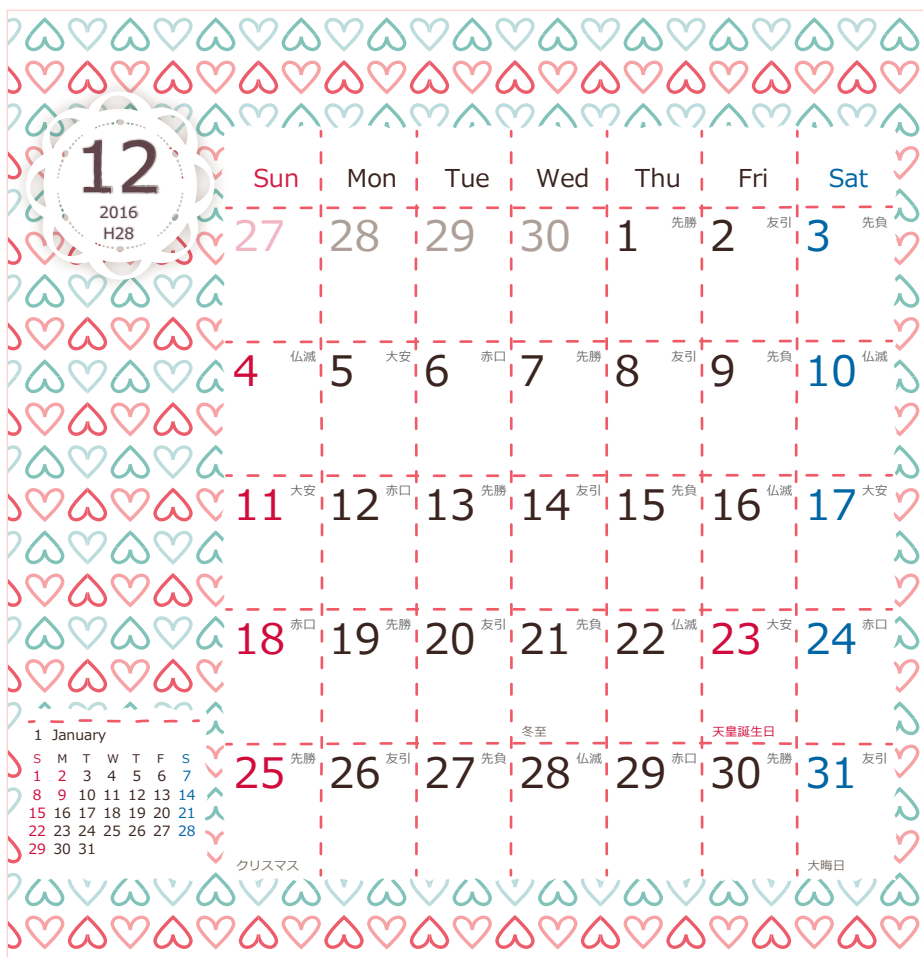 12
2016
H28
Sun Mon Tue Wed Thu Fri Sat
27 28 29 30 1 先勝 2 友引 3 先負
4 仏滅 5 大安 6 赤口 7 先勝 8 友引 9 先負 10 仏滅
11 大安 12 赤口 13 先勝 14 友引 15 先負 16 仏滅 17 大安
18 赤口 19 先勝 20 友引 21 先負 22 仏滅 23 大安 24 赤口
冬至 天皇誕生日
25 先勝 26 友引 27 先負 28 仏滅 29 赤口 30 先勝 31 友引
クリスマス 大晦日
1 January
S M T W T F S
1 2 3 4 5 6 7
8 9 10 11 12 13 14
15 16 17 18 19 20 21
22 23 24 25 26 27 28
29 30 31